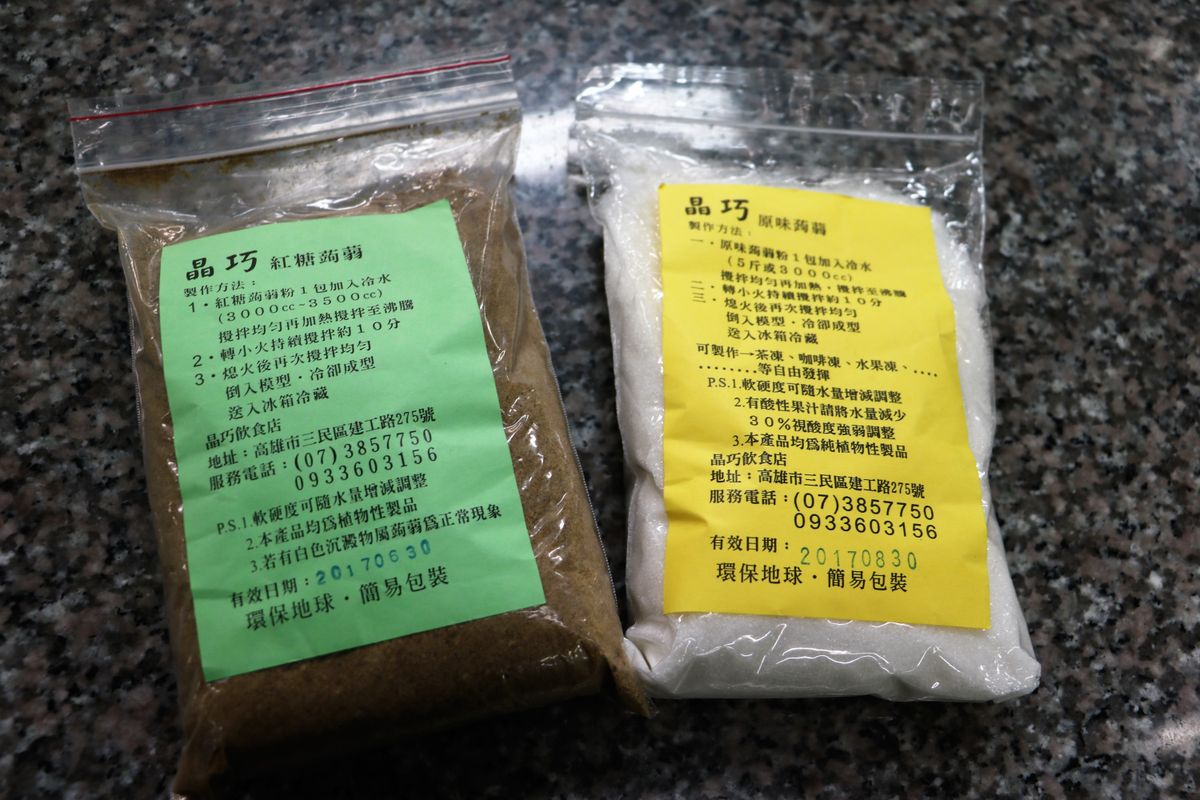 晶巧 紅糖蒟蒻
製作方法：
1．紅糖蒟蒻粉1包加入冷水
(3000cc~3500cc)
攪拌均勻再加熱攪拌至沸騰
2．轉小火持續攪拌約10分
3．熄火後再次攪拌均勻
倒入模型．冷卻成型
送入冰箱冷藏
晶巧飲食店
地址：高雄市三民區建工路275號
服務電話：(07)3857750
0933603156
P.S.1.軟硬度可隨水量增減調整
2.本產品均爲植物性製品
3.若有白色沉澱物屬蒟蒻爲正常現象
有效日期：20170630
環保地球．簡易包裝
晶巧 原味蒟蒻
製作方法：
一．原味蒟蒻粉1包加入冷水
(5斤或3000cc)
攪拌均勻再加熱，攪拌至沸騰
二．轉小火持續攪拌約10分
三．熄火後再次攪拌均勻
倒入模型．冷卻成型
送入冰箱冷藏
可製作→茶凍、咖啡凍、水果凍、....
........等自由發揮
P.S.1.軟硬度可隨水量增減調整
2.有酸性果汁請將水量減少
30%視酸度強弱調整
3.本產品均爲純植物性製品
晶巧飲食店
地址：高雄市三民區建工路275號
服務電話：(07)3857750
0933603156
有效日期：20170830
環保地球．簡易包裝